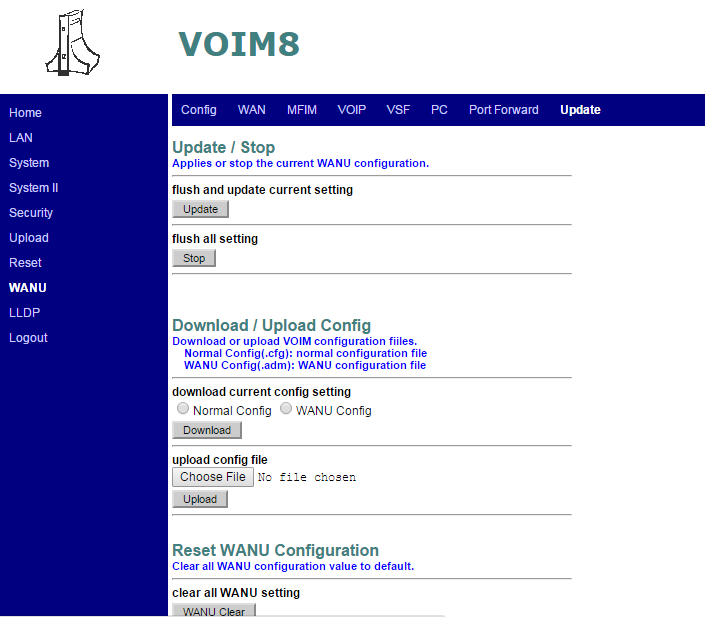 VOIM8
Config WAN MFIM VOIP VSF PC Port Forward Update
Home
LAN
System
System II
Security
Upload
Reset
WANU
LLDP
Logout
Update / Stop
Applies or stop the current WANU configuration.
flush and update current setting
Update
flush all setting
Stop
Download / Upload Config
Download or upload VOIM configuration fiiles.
Normal Config(.cfg): normal configuration file
WANU Config(.adm): WANU configuration file
download current config setting
Normal Config WANU Config
Download
upload config file
Choose File No file chosen
Upload
Reset WANU Configuration
Clear all WANU configuration value to default.
clear all WANU setting
WANU Clear